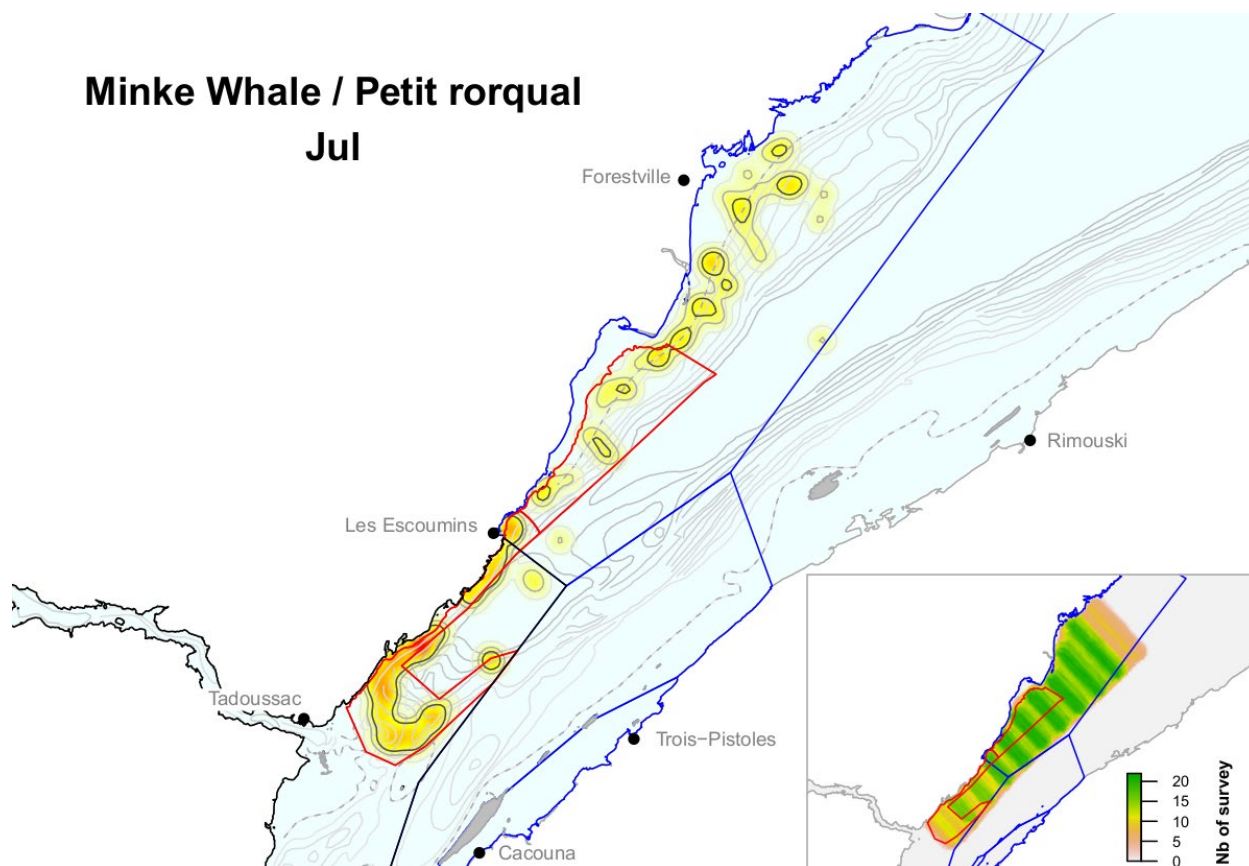 Minke Whale / Petit rorqual
Jul
Forestville
Rimouski
Les Escoumins
Tadoussac
Trois−Pistoles
Cacouna
20
15
10
5
0
Nb of survey